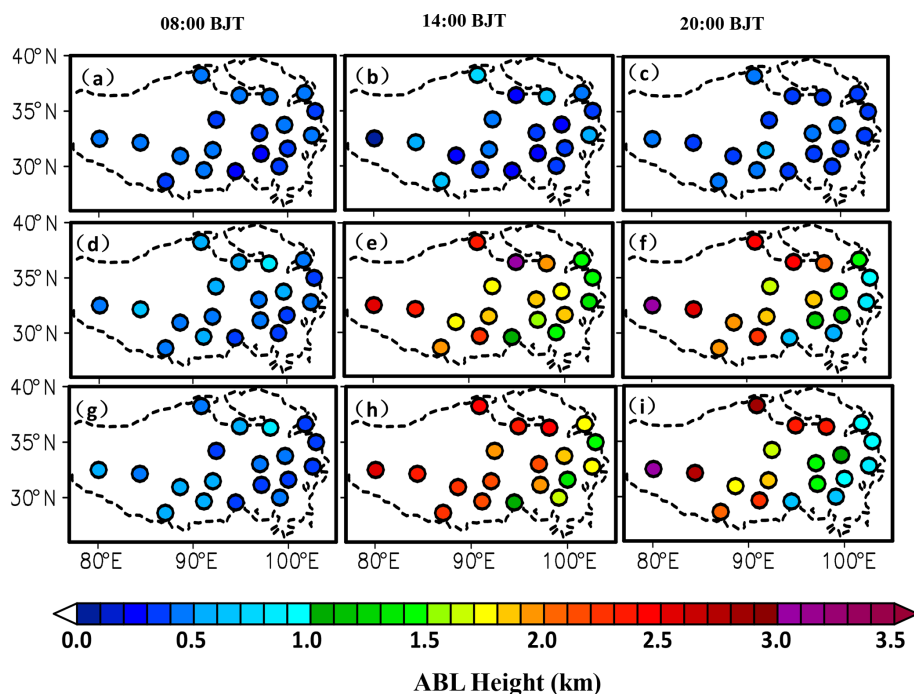 08:00 BJT 14:00 BJT 20:00 BJT
40°N (a) (b) (c)
35°N
30°N
40°N (d) (e) (f)
35°N
30°N
40°N (g) (h) (i)
35°N
30°N
80°E 90°E 100°E 80°E 90°E 100°E 80°E 90°E 100°E
0.0 0.5 1.0 1.5 2.0 2.5 3.0 3.5
ABL Height (km)